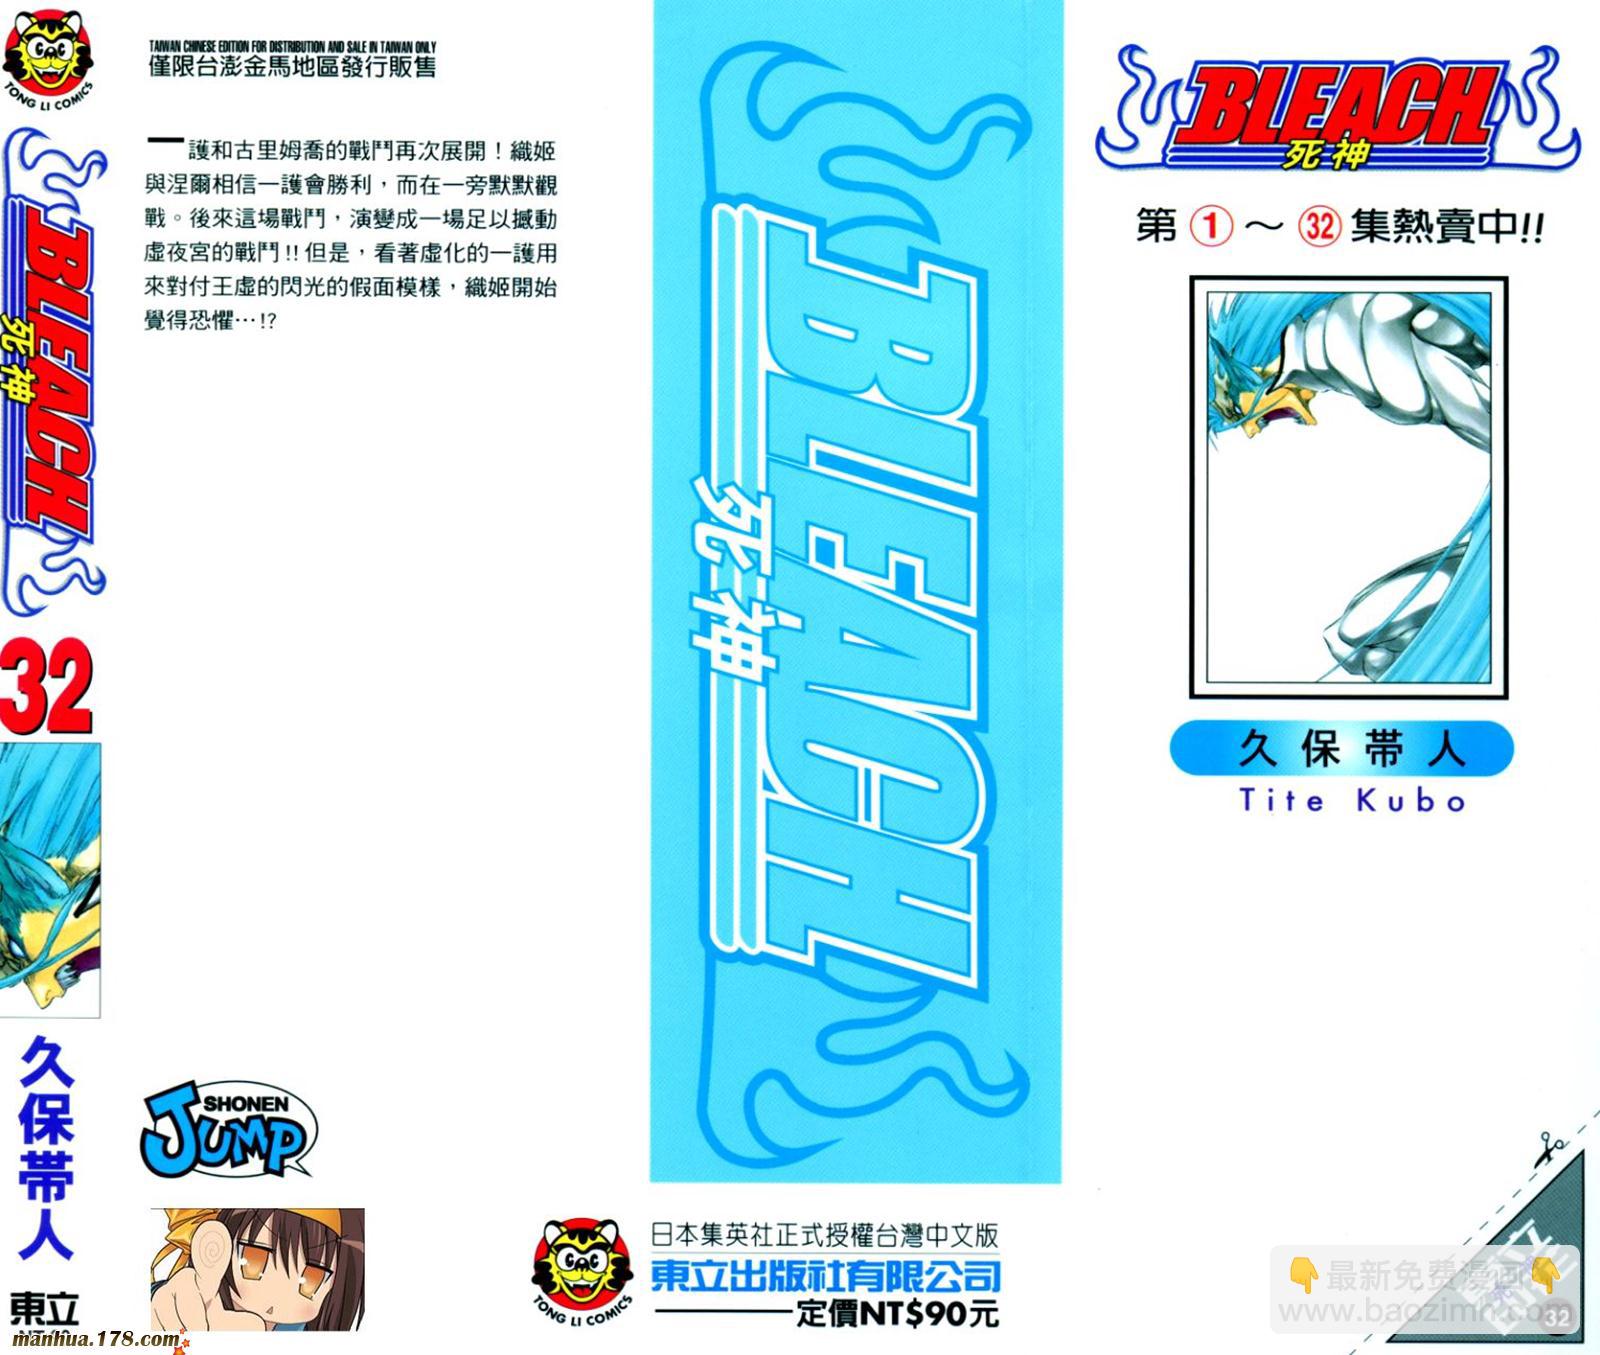 TONG LI COMICS
BLEACH
死神
32
久保帯人
東立
manhua.178.com
TAIWAN CHINESE EDITION FOR DISTRIBUTION AND SALE IN TAIWAN ONLY
僅限台澎金馬地區發行販售
一護和古里姆喬的戰鬥再次展開！織姬
與涅爾相信一護會勝利，而在一旁默默觀
戰。後來這場戰鬥，演變成一場足以撼動
虛夜宮的戰鬥!!但是，看著虛化的一護用
來對付王虛的閃光的假面模樣，織姬開始
覺得恐懼…!?
SHONEN
JUMP
BLEACH
死神
TONG LI COMICS
日本集英社正式授權台灣中文版
東立出版社有限公司
定價NT$90元
BLEACH
死神
第①～㉜集熱賣中!!
久保帯人
Tite Kubo
最新免費漫畫
www.baozimh.com
32